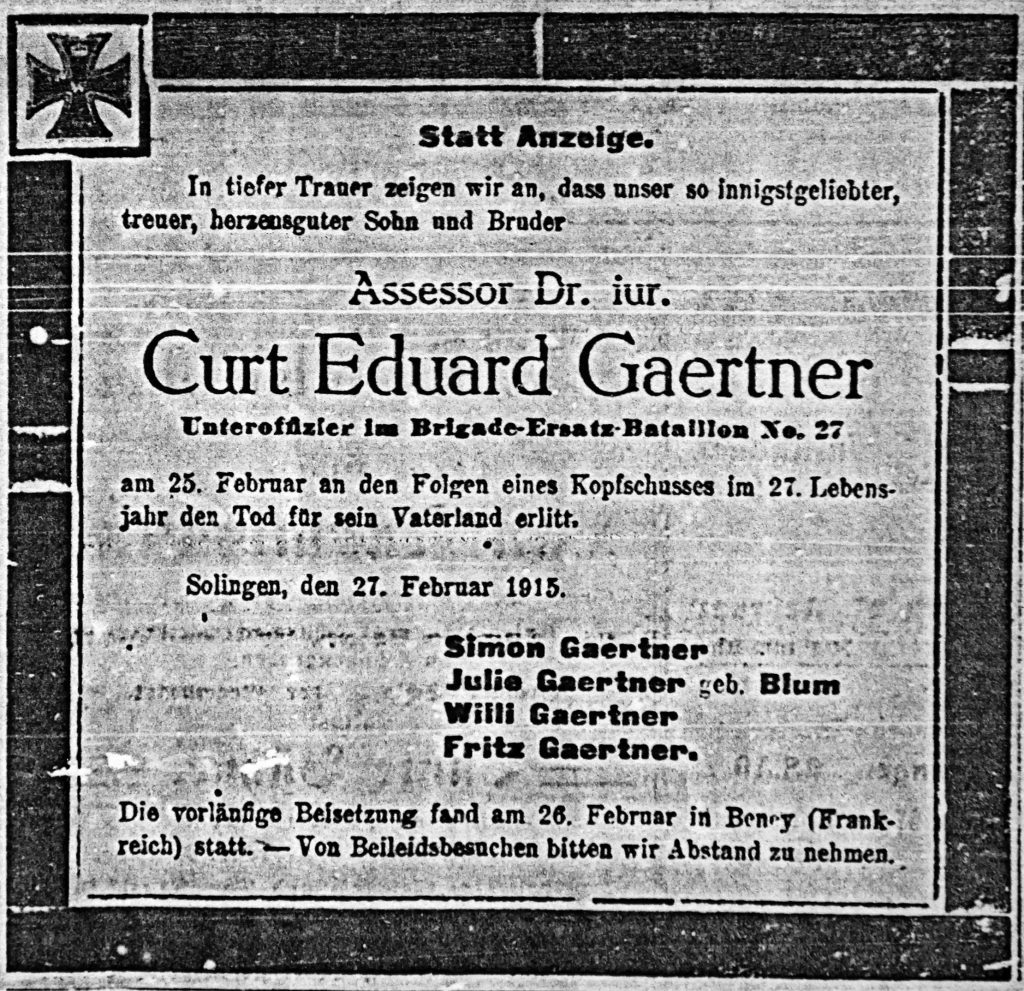 Statt Anzeige.
In tiefer Trauer zeigen wir an, dass unser so innigstgeliebter,
treuer, herzensguter Sohn und Bruder
Assessor Dr. iur.
Curt Eduard Gaertner
Unteroffizier im Brigade-Ersatz-Bataillon No. 27
am 25. Februar an den Folgen eines Kopfschusses im 27. Lebens-
jahr den Tod für sein Vaterland erlitt.
Solingen, den 27. Februar 1915.
Simon Gaertner
Julie Gaertner geb. Blum
Willi Gaertner
Fritz Gaertner.
Die vorläufige Beisetzung fand am 26. Februar in Beney (Frank-
reich) statt. — Von Beileidsbesuchen bitten wir Abstand zu nehmen.